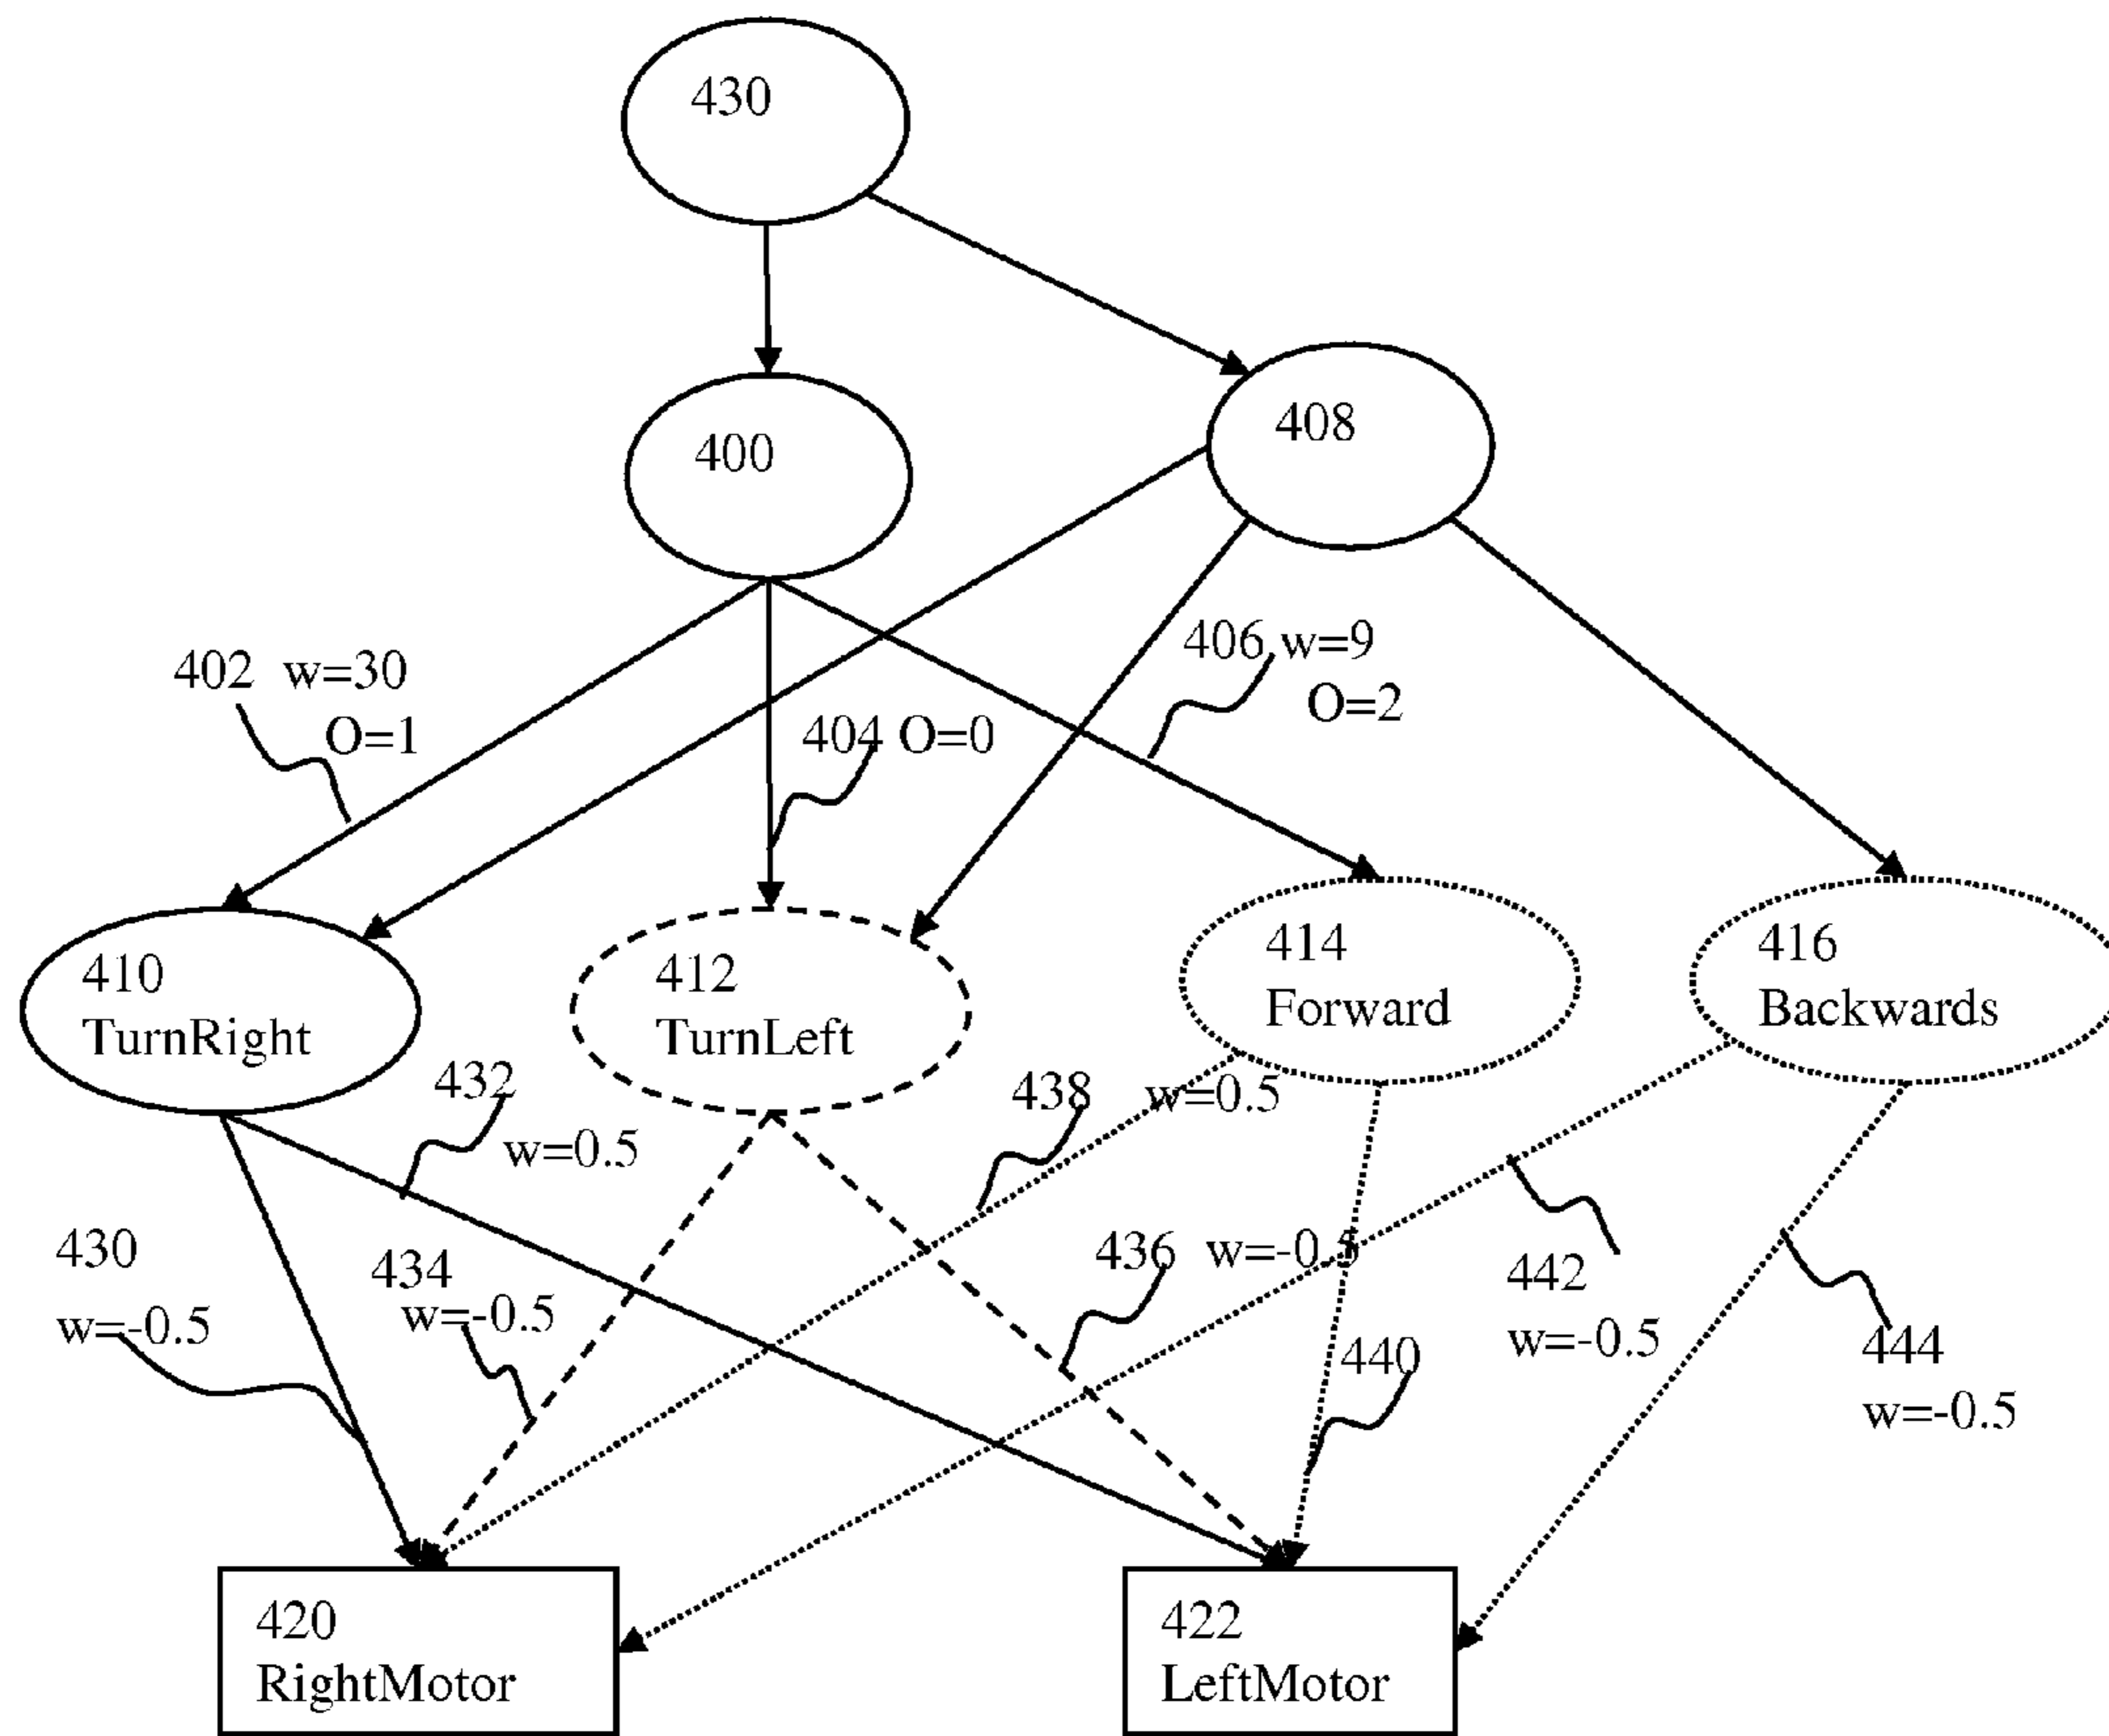 430
400
408
402 w=30
O=1
404 O=0
406 w=9
O=2
410
TurnRight
412
TurnLeft
414
Forward
416
Backwards
432
w=0.5
438 w=0.5
430
w=-0.5
434
w=-0.5
436 w=-0.5
440
442
w=-0.5
444
w=-0.5
420
RightMotor
422
LeftMotor